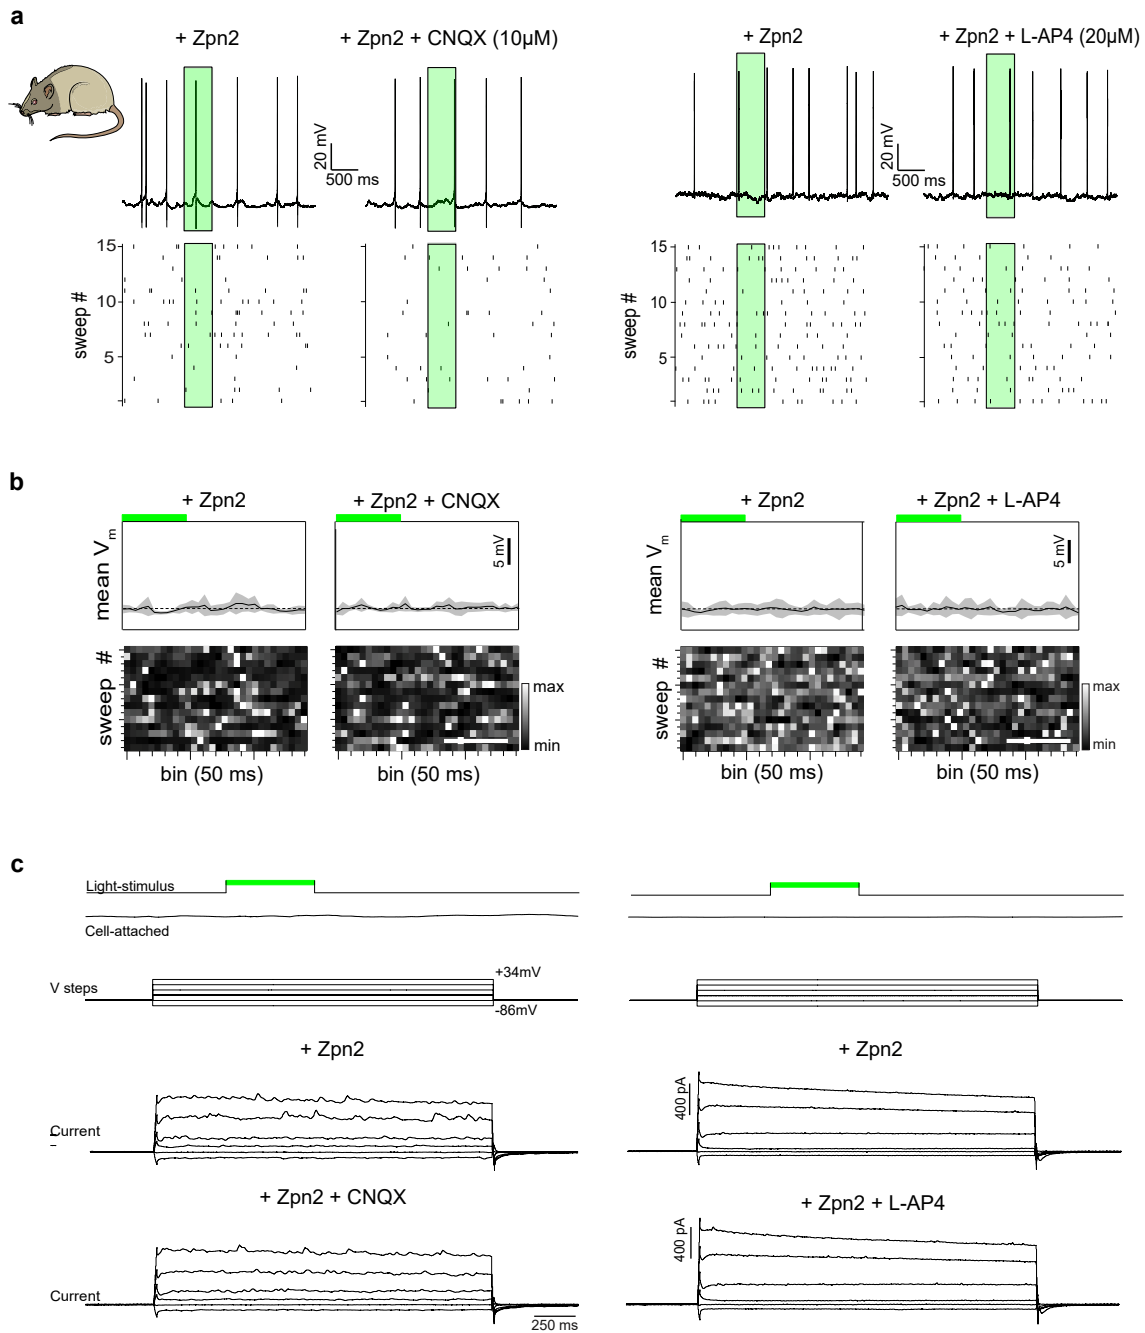 a
+ Zpn2
+ Zpn2 + CNQX (10µM)
+ Zpn2
+ Zpn2 + L-AP4 (20µM)
20 mV
500 ms
20 mV
500 ms
15
10
5
sweep #
15
10
5
sweep #
b
+ Zpn2
+ Zpn2 + CNQX
+ Zpn2
+ Zpn2 + L-AP4
mean Vm
5 mV
mean Vm
5 mV
sweep #
max
min
sweep #
max
min
bin (50 ms)
bin (50 ms)
bin (50 ms)
bin (50 ms)
c
Light-stimulus
Cell-attached
V steps
+34mV
-86mV
+ Zpn2
+ Zpn2
Current
400 pA
+ Zpn2 + CNQX
+ Zpn2 + L-AP4
Current
400 pA
250 ms